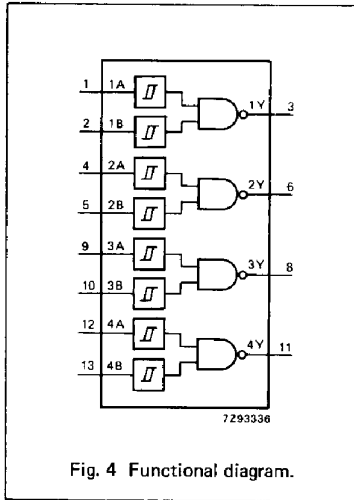 1 1A
1Y 3
2 1B
4 2A
2Y 6
5 2B
9 3A
3Y 8
10 3B
12 4A
4Y 11
13 4B
7Z93336
Fig. 4 Functional diagram.